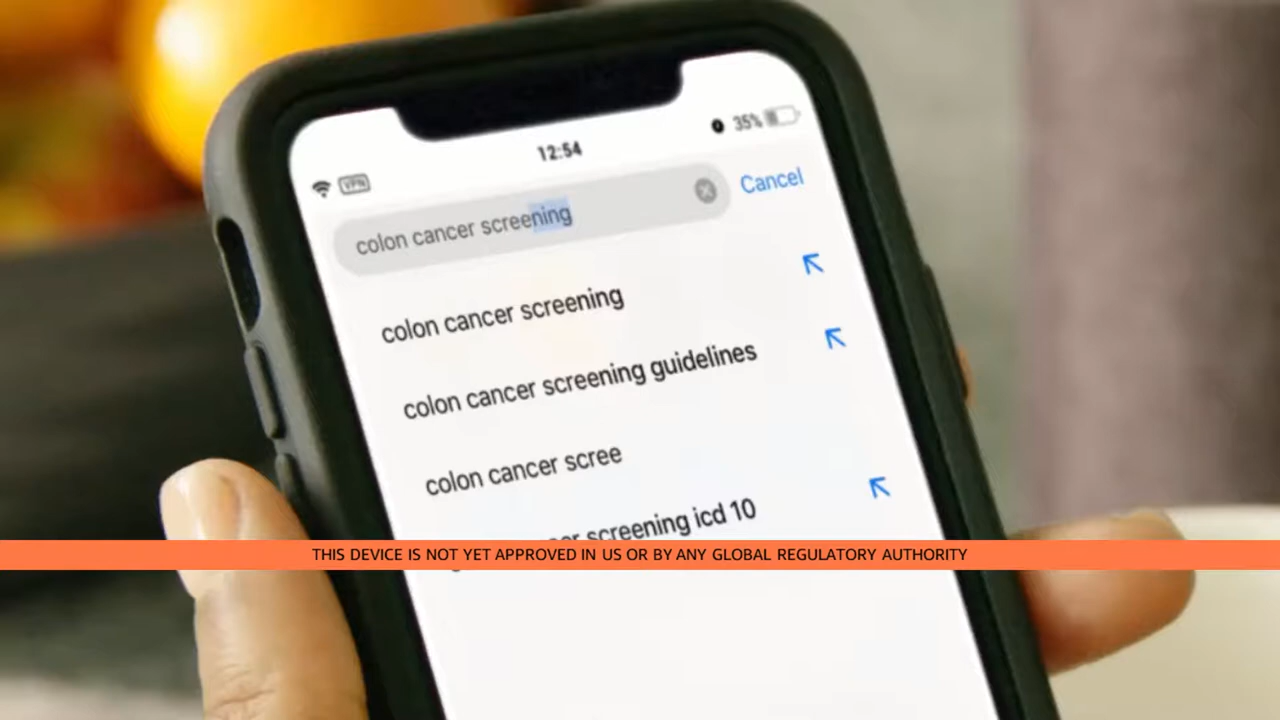 VPN
12:54
35%
colon cancer screening
Cancel
colon cancer screening
colon cancer screening guidelines
colon cancer scree
screening icd 10
THIS DEVICE IS NOT YET APPROVED IN US OR BY ANY GLOBAL REGULATORY AUTHORITY